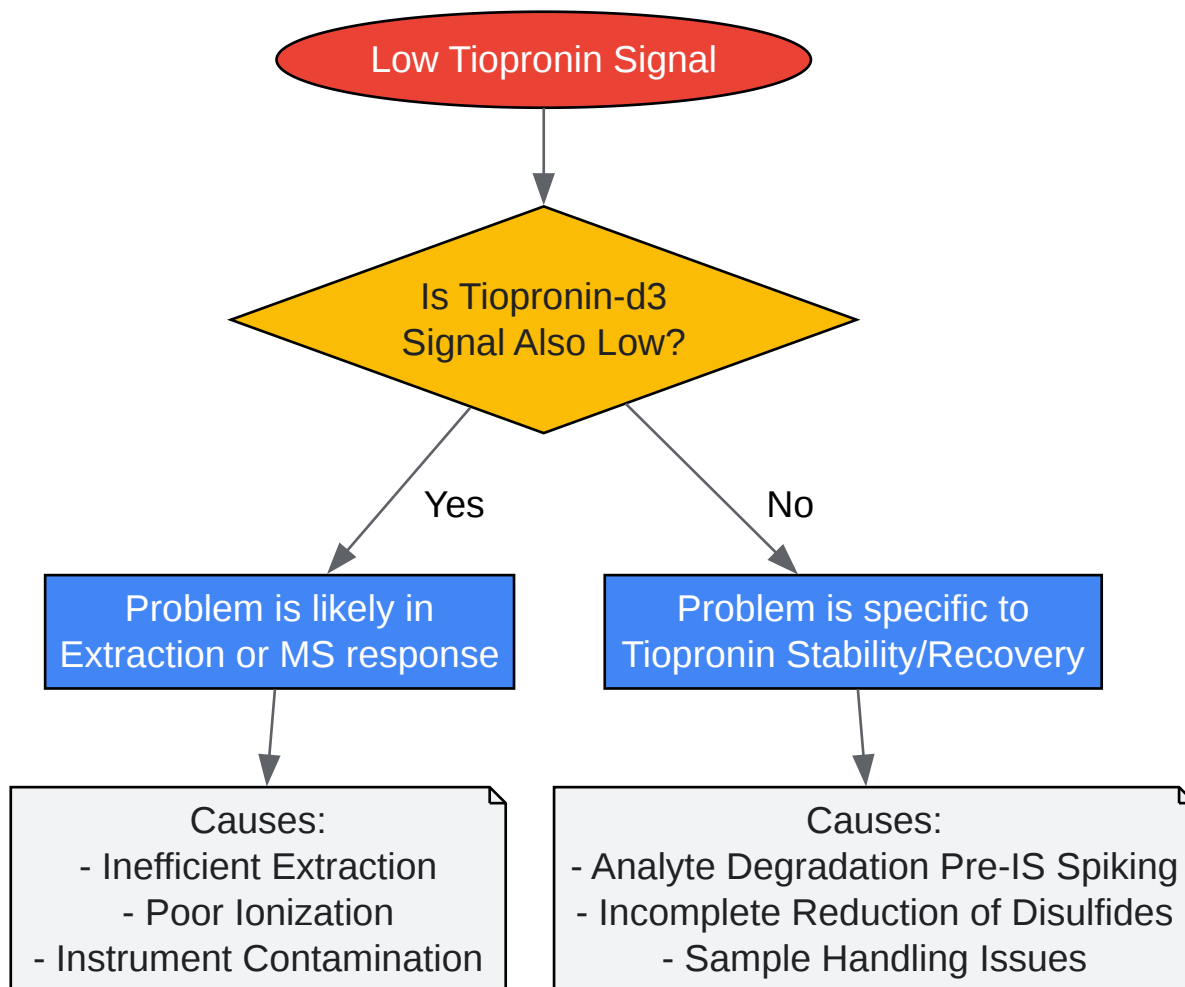 Low Tiopronin Signal
Is Tiopronin-d3
Signal Also Low?
Yes
No
Problem is likely in
Extraction or MS response
Problem is specific to
Tiopronin Stability/Recovery
Causes:
- Inefficient Extraction
- Poor Ionization
- Instrument Contamination
Causes:
- Analyte Degradation Pre-IS Spiking
- Incomplete Reduction of Disulfides
- Sample Handling Issues